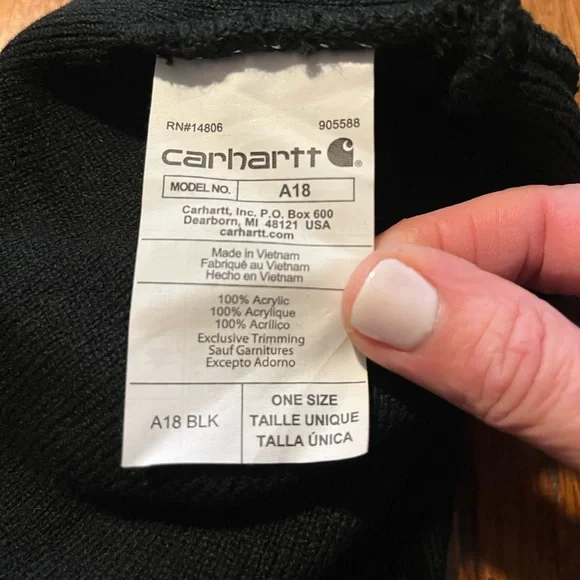 RN#14806 905588
carhartt
MODEL NO. A18
Carhartt, Inc. P.O. Box 600
Dearborn, MI 48121 USA
carhartt.com
Made in Vietnam
Fabriqué au Vietnam
Hecho en Vietnam
100% Acrylic
100% Acrylique
100% Acrílico
Exclusive Trimming
Sauf Garnitures
Excepto Adorno
A18 BLK
ONE SIZE
TAILLE UNIQUE
TALLA ÚNICA